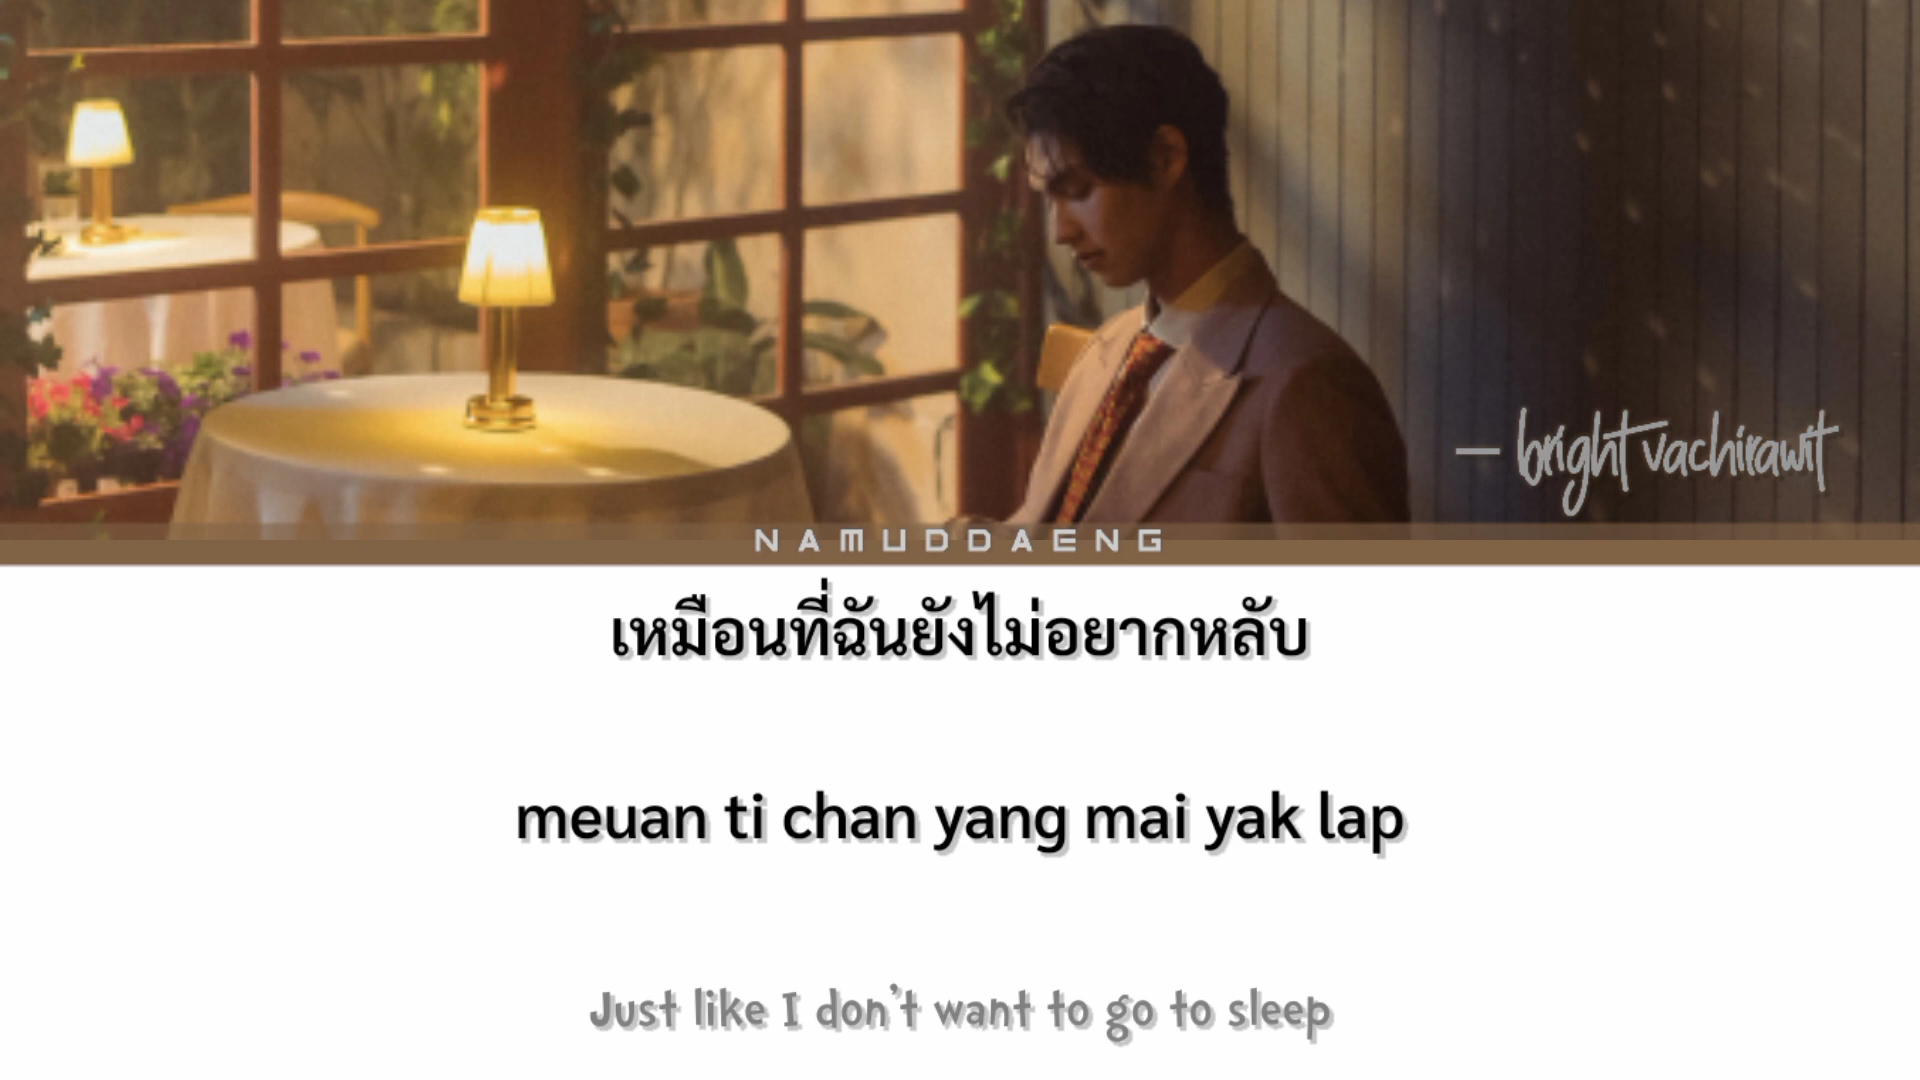 — bright vachirawit
NAMUDDAENG
เหมือนที่ฉันยังไม่อยากหลับ
meuan ti chan yang mai yak lap
Just like I don't want to go to sleep